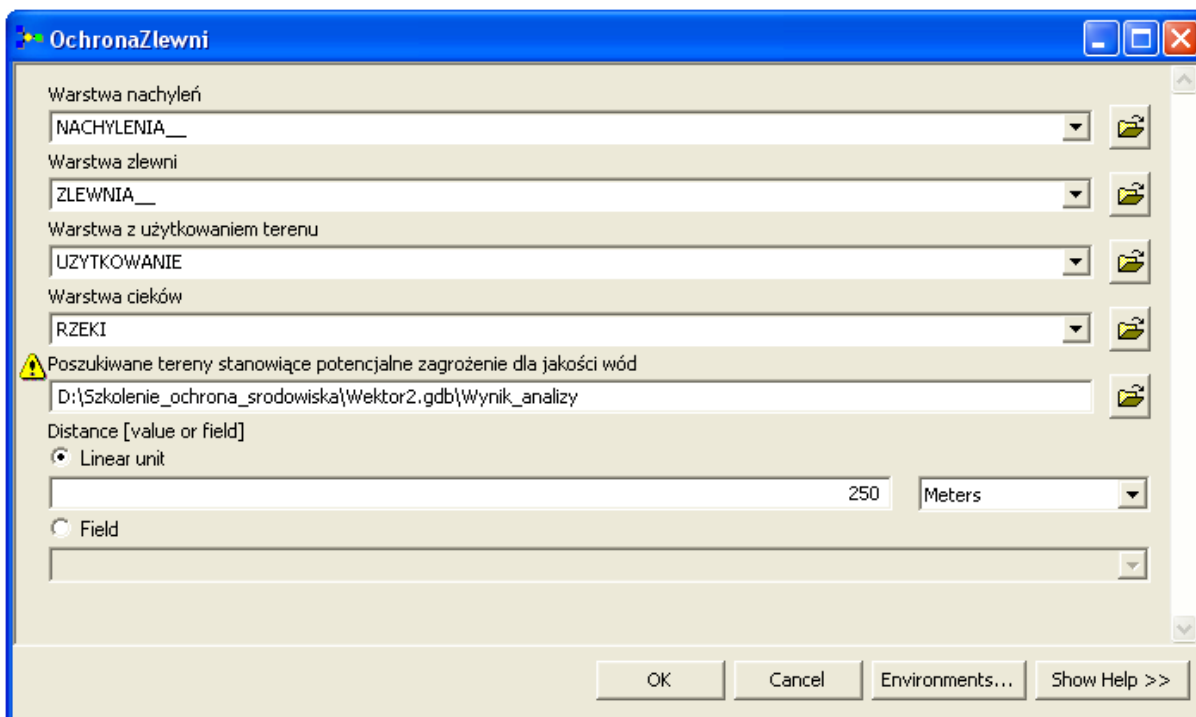 OchronaZlewni
Warstwa nachyleń
NACHYLENIA__
Warstwa zlewni
ZLEWNIA__
Warstwa z użytkowaniem terenu
UZYTKOWANIE
Warstwa cieków
RZEKI
Poszukiwane tereny stanowiące potencjalne zagrożenie dla jakości wód
D:\Szkolenie_ochrona_srodowiska\Wektor2.gdb\Wynik_analizy
Distance [value or field]
Linear unit
250 Meters
Field
OK Cancel Environments... Show Help >>